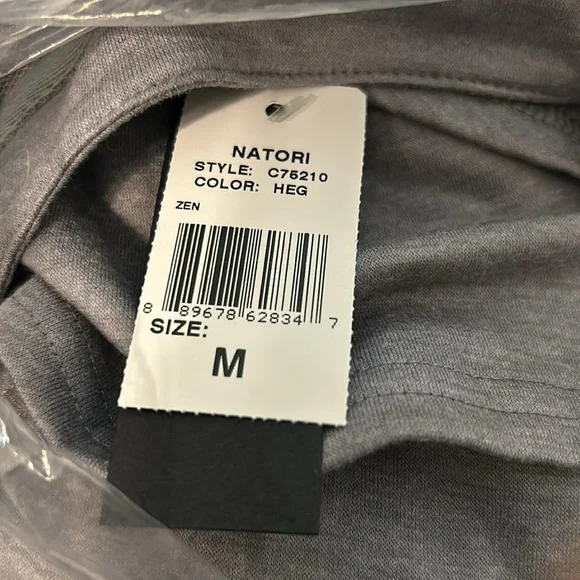 NATORI
STYLE: C75210
COLOR: HEG
ZEN
8 89678 62834 7
SIZE:
M